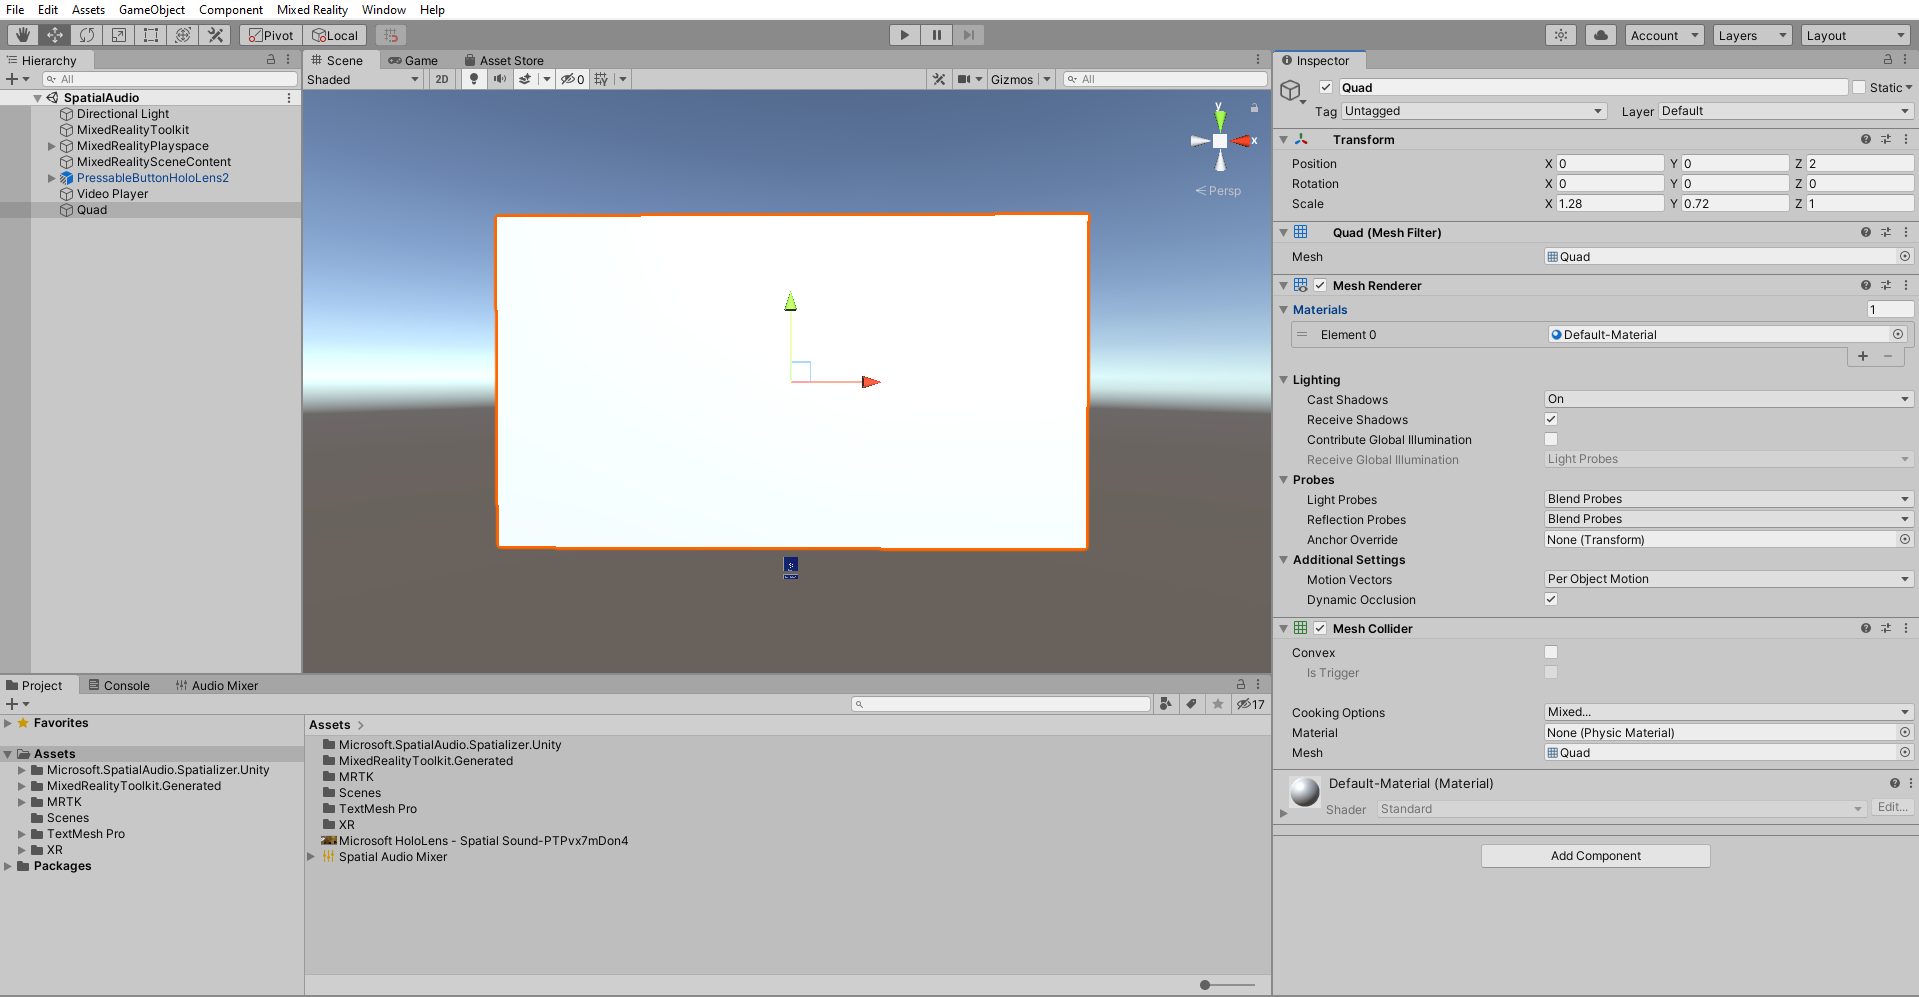 File Edit Assets GameObject Component Mixed Reality Window Help
Pivot Local Account Layers Layout
Hierarchy
All
SpatialAudio
Directional Light
MixedRealityToolkit
MixedRealityPlayspace
MixedRealitySceneContent
PressableButtonHoloLens2
Video Player
Quad
Scene Game Asset Store
Shaded 2D 0 Gizmos All
y
x
Persp
Inspector
Quad Static
Tag Untagged Layer Default
Transform
Position X 0 Y 0 Z 2
Rotation X 0 Y 0 Z 0
Scale X 1.28 Y 0.72 Z 1
Quad (Mesh Filter)
Mesh Quad
Mesh Renderer
Materials 1
Element 0 Default-Material
Lighting
Cast Shadows On
Receive Shadows
Contribute Global Illumination
Receive Global Illumination Light Probes
Probes
Light Probes Blend Probes
Reflection Probes Blend Probes
Anchor Override None (Transform)
Additional Settings
Motion Vectors Per Object Motion
Dynamic Occlusion
Mesh Collider
Convex
Is Trigger
Cooking Options Mixed...
Material None (Physic Material)
Mesh Quad
Default-Material (Material)
Shader Standard Edit...
Add Component
Project Console Audio Mixer
17
Favorites
Assets
Microsoft.SpatialAudio.Spatializer.Unity
MixedRealityToolkit.Generated
MRTK
Scenes
TextMesh Pro
XR
Packages
Assets
Microsoft.SpatialAudio.Spatializer.Unity
MixedRealityToolkit.Generated
MRTK
Scenes
TextMesh Pro
XR
Microsoft HoloLens - Spatial Sound-PTPvx7mDon4
Spatial Audio Mixer